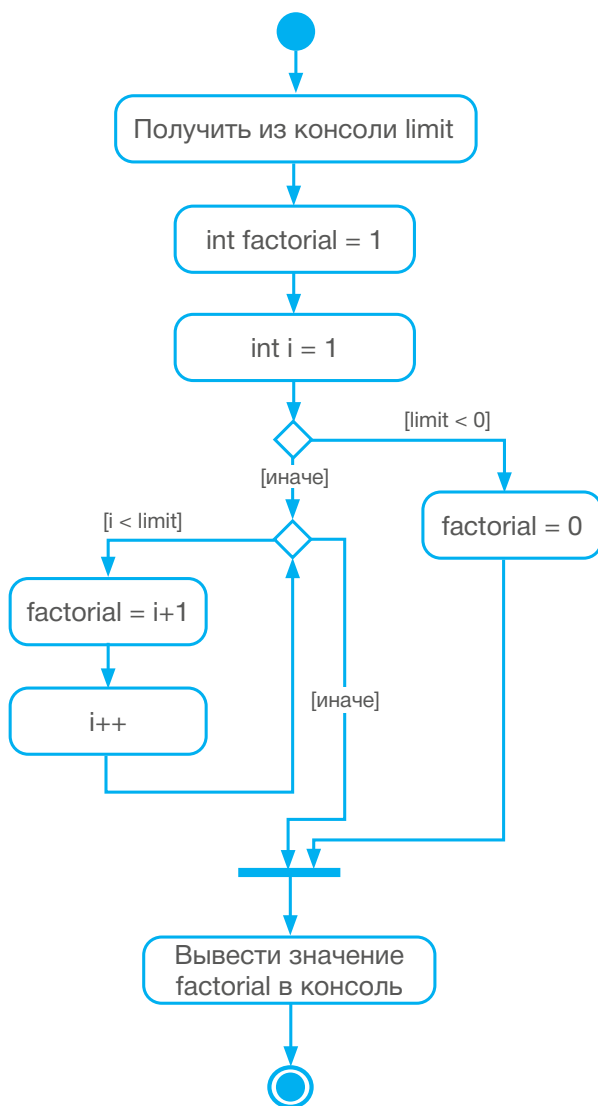 Получить из консоли limit
int factorial = 1
int i = 1
[limit < 0]
[иначе]
[i < limit]
factorial = 0
factorial = i+1
[иначе]
i++
Вывести значение
factorial в консоль